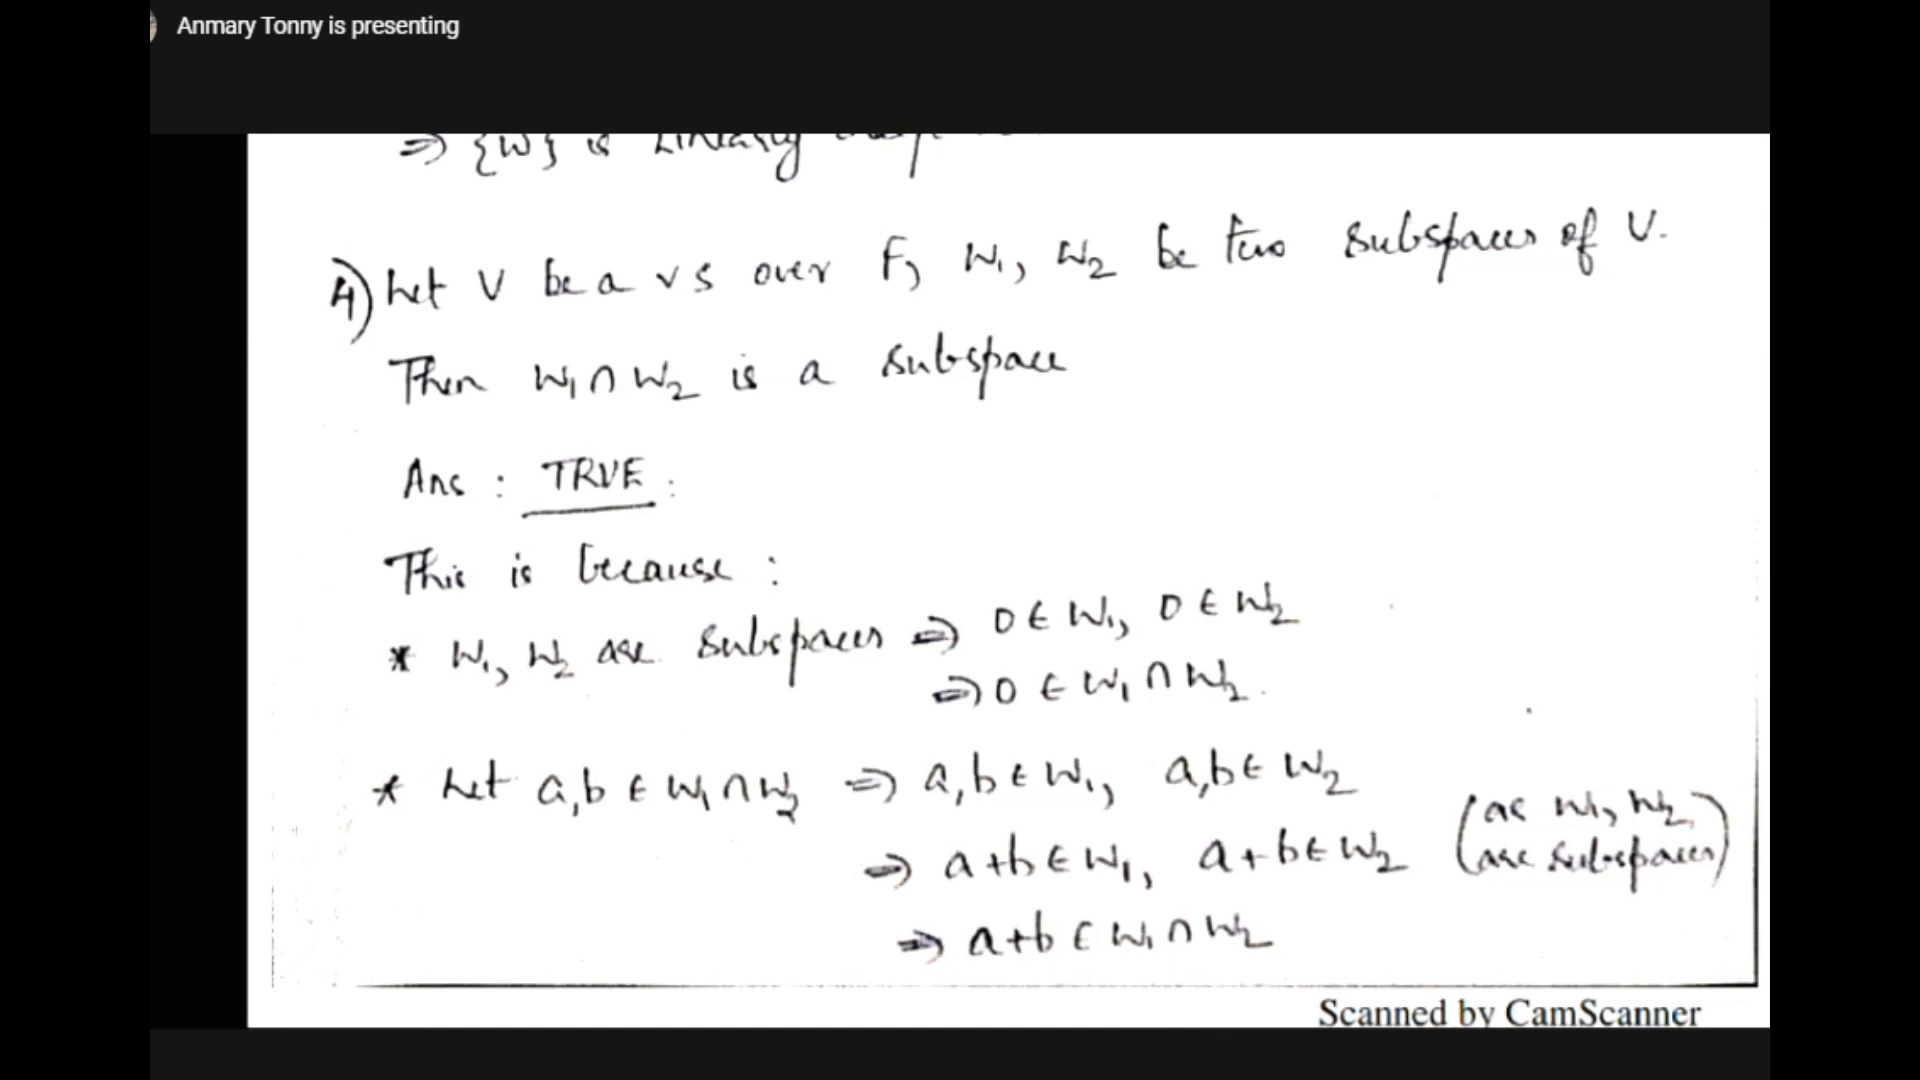 Anmary Tonny is presenting
⇒ {W} is Linearly
4) Let V be a vs over F, W₁, W₂ be two subspaces of V.
Then W₁ ∩ W₂ is a subspace
Ans : TRUE.
This is because :
* W₁, W₂ are subspaces ⇒ 0 ∈ W₁, 0 ∈ W₂
⇒ 0 ∈ W₁ ∩ W₂.
* Let a,b ∈ W₁ ∩ W₂ ⇒ a,b ∈ W₁, a,b ∈ W₂
⇒ a+b ∈ W₁, a+b ∈ W₂ (as W₁, W₂ are subspaces)
⇒ a+b ∈ W₁ ∩ W₂
Scanned by CamScanner